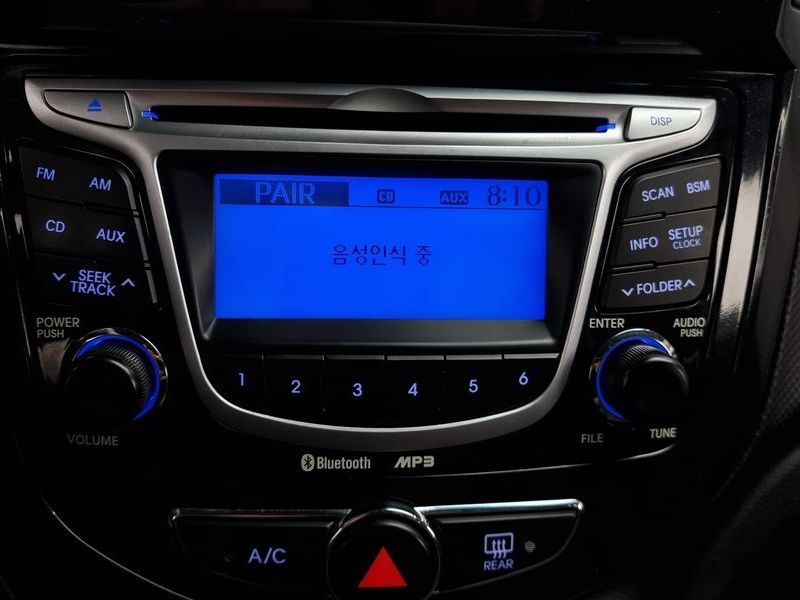 DISP
FM AM
CD AUX
SEEK
TRACK
POWER
PUSH
VOLUME
PAIR CD AUX 8:10
음성인식 중
SCAN BSM
INFO SETUP
CLOCK
FOLDER
ENTER AUDIO
PUSH
FILE TUNE
1 2 3 4 5 6
Bluetooth MP3
A/C
REAR